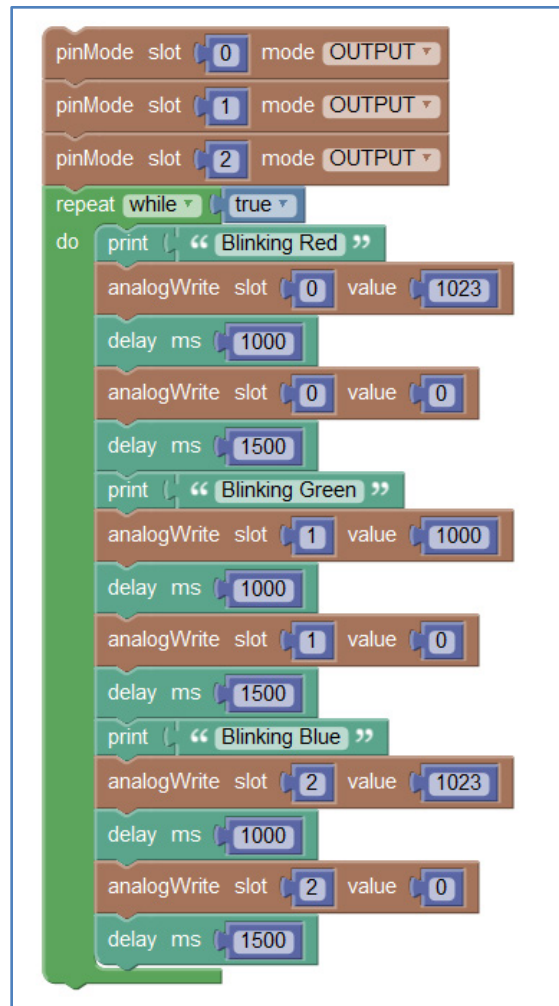 pinMode slot 0 mode OUTPUT
pinMode slot 1 mode OUTPUT
pinMode slot 2 mode OUTPUT
repeat while true
do print “ Blinking Red ”
analogWrite slot 0 value 1023
delay ms 1000
analogWrite slot 0 value 0
delay ms 1500
print “ Blinking Green ”
analogWrite slot 1 value 1000
delay ms 1000
analogWrite slot 1 value 0
delay ms 1500
print “ Blinking Blue ”
analogWrite slot 2 value 1023
delay ms 1000
analogWrite slot 2 value 0
delay ms 1500